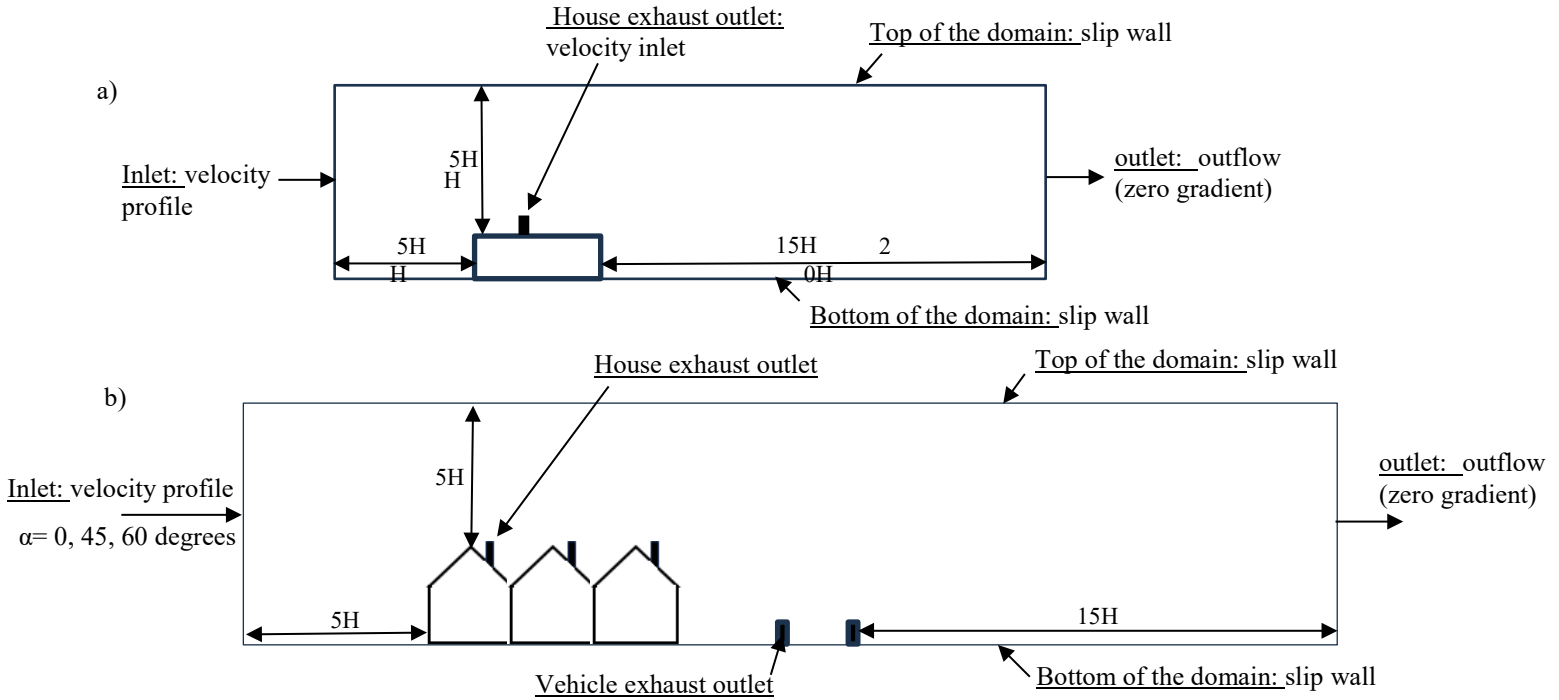 House exhaust outlet:
velocity inlet
Top of the domain: slip wall
a)
5H
H
Inlet: velocity
profile
outlet: outflow
(zero gradient)
5H
H
15H 2
0H
Bottom of the domain: slip wall
House exhaust outlet
Top of the domain: slip wall
b)
5H
Inlet: velocity profile
α= 0, 45, 60 degrees
outlet: outflow
(zero gradient)
5H
15H
Vehicle exhaust outlet
Bottom of the domain: slip wall